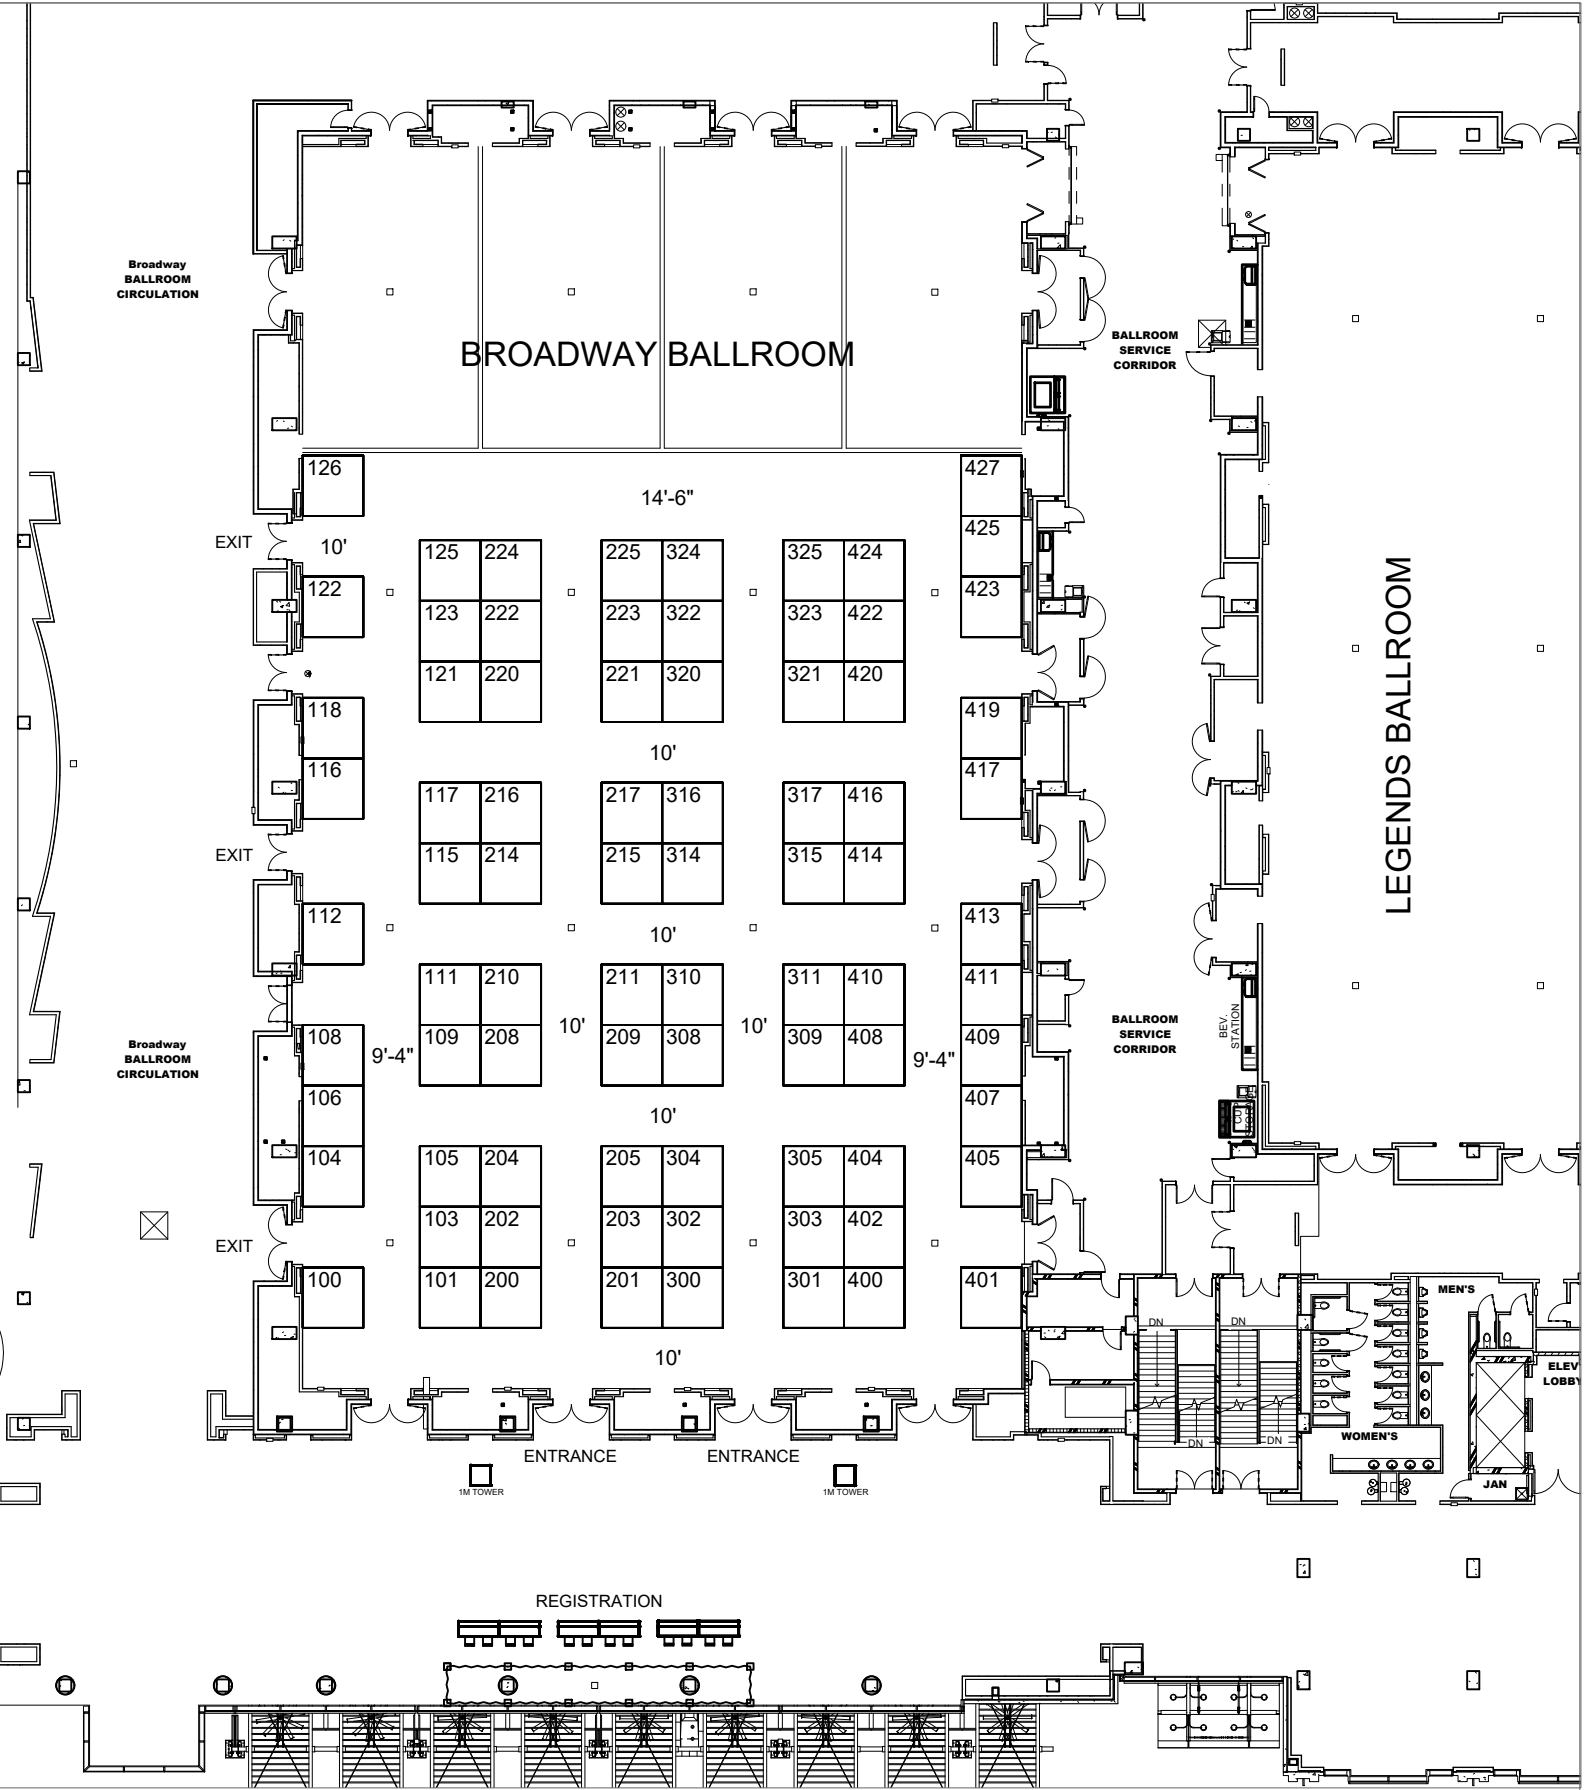 Broadway
BALLROOM
CIRCULATION
BALLROOM
SERVICE
CORRIDOR
BROADWAY BALLROOM
126
427
14'-6"
425
EXIT
10'
125 224
225 324
325 424
122
423
123 222
223 322
323 422
121 220
221 320
321 420
LEGENDS BALLROOM
118
419
10'
116
417
117 216
217 316
317 416
EXIT
115 214
215 314
315 414
112
413
10'
111 210
211 310
311 410
411
10'
10'
BALLROOM
SERVICE
CORRIDOR
BEV.
STATION
108
109 208
209 308
309 408
409
Broadway
BALLROOM
CIRCULATION
9'-4"
9'-4"
106
407
10'
104
105 204
205 304
305 404
405
103 202
203 302
303 402
EXIT
100
101 200
201 300
301 400
401
MEN'S
DN
DN
10'
ELEV
LOBBY
WOMEN'S
DN
DN
ENTRANCE
ENTRANCE
JAN
1M TOWER
1M TOWER
REGISTRATION